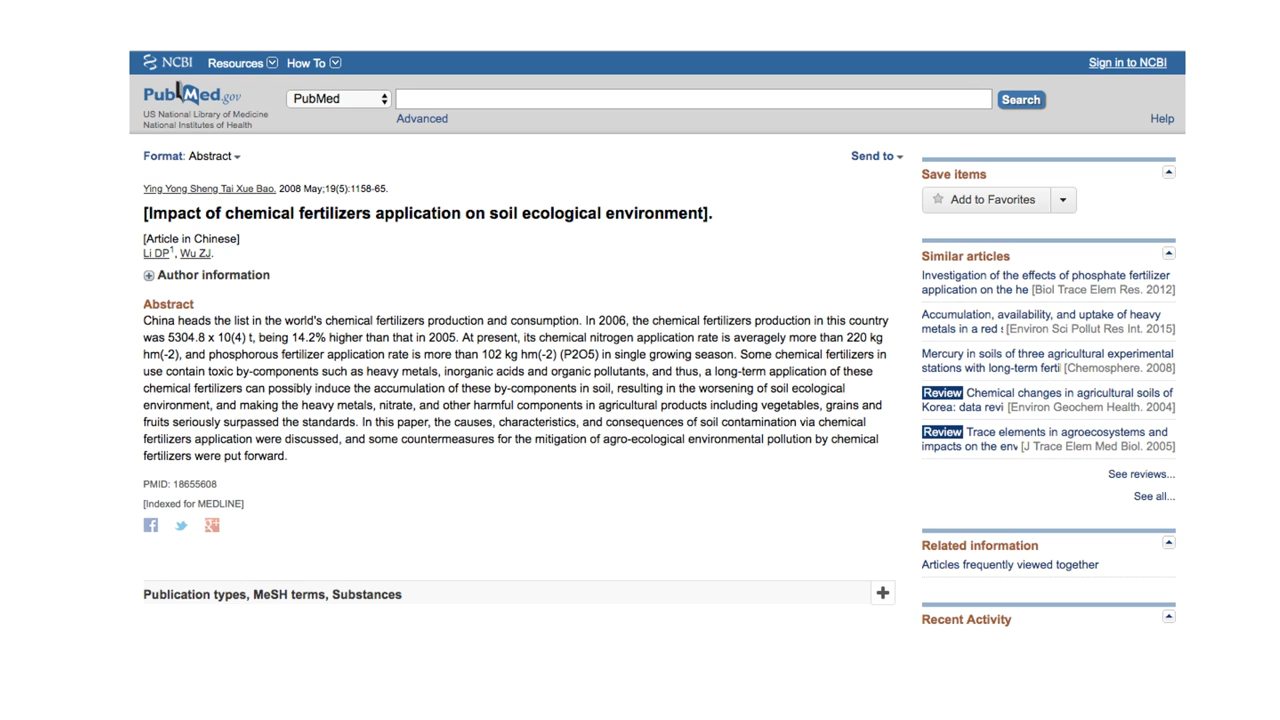 NCBI Resources How To Sign in to NCBI
PubMed.gov
US National Library of Medicine
National Institutes of Health
PubMed
Search
Advanced
Help
Format: Abstract
Send to
Ying Yong Sheng Tai Xue Bao. 2008 May;19(5):1158-65.
[Impact of chemical fertilizers application on soil ecological environment].
[Article in Chinese]
Li DP1, Wu ZJ.
Author information
Abstract
China heads the list in the world's chemical fertilizers production and consumption. In 2006, the chemical fertilizers production in this country
was 5304.8 x 10(4) t, being 14.2% higher than that in 2005. At present, its chemical nitrogen application rate is averagely more than 220 kg
hm(-2), and phosphorous fertilizer application rate is more than 102 kg hm(-2) (P2O5) in single growing season. Some chemical fertilizers in
use contain toxic by-components such as heavy metals, inorganic acids and organic pollutants, and thus, a long-term application of these
chemical fertilizers can possibly induce the accumulation of these by-components in soil, resulting in the worsening of soil ecological
environment, and making the heavy metals, nitrate, and other harmful components in agricultural products including vegetables, grains and
fruits seriously surpassed the standards. In this paper, the causes, characteristics, and consequences of soil contamination via chemical
fertilizers application were discussed, and some countermeasures for the mitigation of agro-ecological environmental pollution by chemical
fertilizers were put forward.
PMID: 18655608
[Indexed for MEDLINE]
Publication types, MeSH terms, Substances
Save items
Add to Favorites
Similar articles
Investigation of the effects of phosphate fertilizer
application on the he [Biol Trace Elem Res. 2012]
Accumulation, availability, and uptake of heavy
metals in a red s [Environ Sci Pollut Res Int. 2015]
Mercury in soils of three agricultural experimental
stations with long-term ferti [Chemosphere. 2008]
Review Chemical changes in agricultural soils of
Korea: data revi [Environ Geochem Health. 2004]
Review Trace elements in agroecosystems and
impacts on the env [J Trace Elem Med Biol. 2005]
See reviews...
See all...
Related information
Articles frequently viewed together
Recent Activity